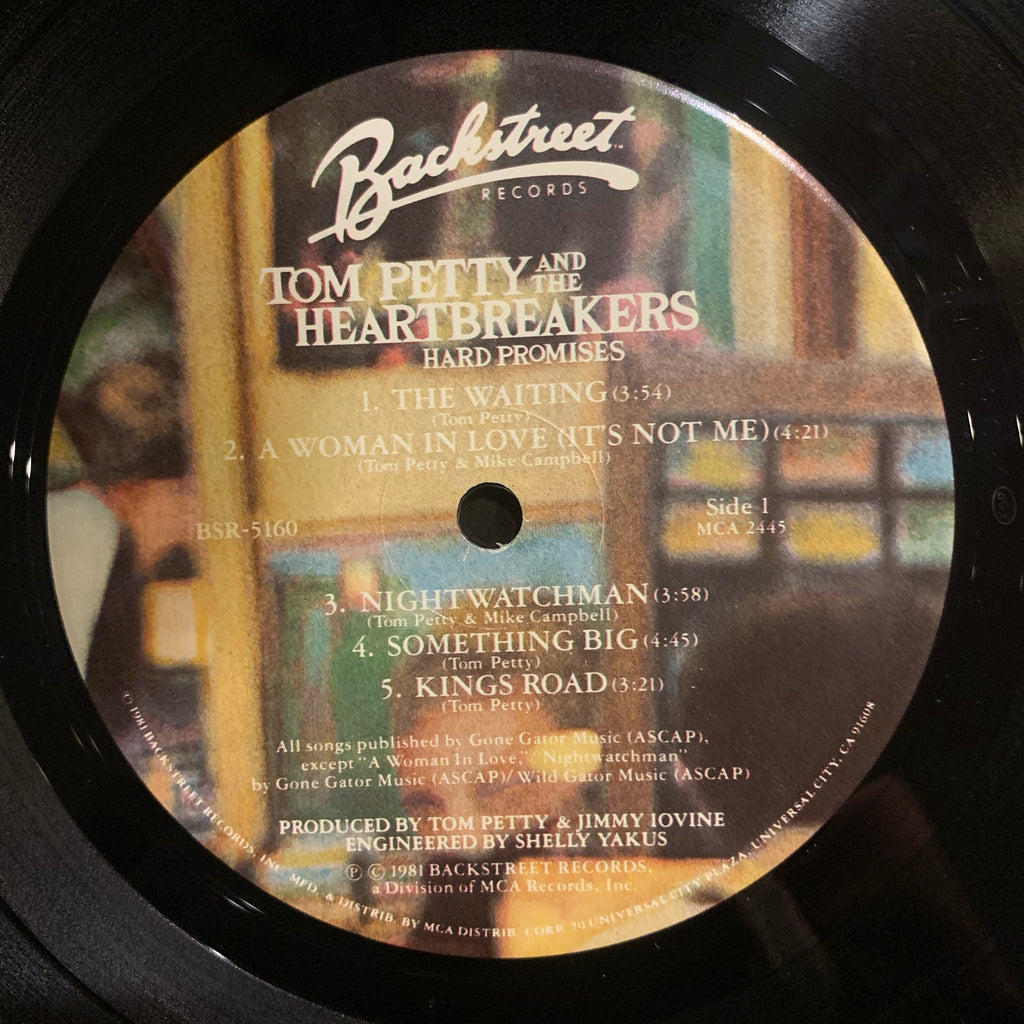 Backstreet™
RECORDS
TOM PETTY AND THE
HEARTBREAKERS
HARD PROMISES
1. THE WAITING (3:54)
(Tom Petty)
2. A WOMAN IN LOVE (IT'S NOT ME) (4:21)
(Tom Petty & Mike Campbell)
BSR-5160
Side 1
MCA 2445
3. NIGHTWATCHMAN (3:58)
(Tom Petty & Mike Campbell)
4. SOMETHING BIG (4:45)
(Tom Petty)
5. KINGS ROAD (3:21)
(Tom Petty)
All songs published by Gone Gator Music (ASCAP),
except "A Woman In Love," "Nightwatchman"
by Gone Gator Music (ASCAP)/Wild Gator Music (ASCAP)
PRODUCED BY TOM PETTY & JIMMY IOVINE
ENGINEERED BY SHELLY YAKUS
Ⓟ © 1981 BACKSTREET RECORDS,
a Division of MCA Records, Inc.
© 1981 BACKSTREET RECORDS, INC. MFD. & DISTRIB. BY MCA DISTRIB. CORP. 70 UNIVERSAL CITY PLAZA, UNIVERSAL CITY, CA 91608